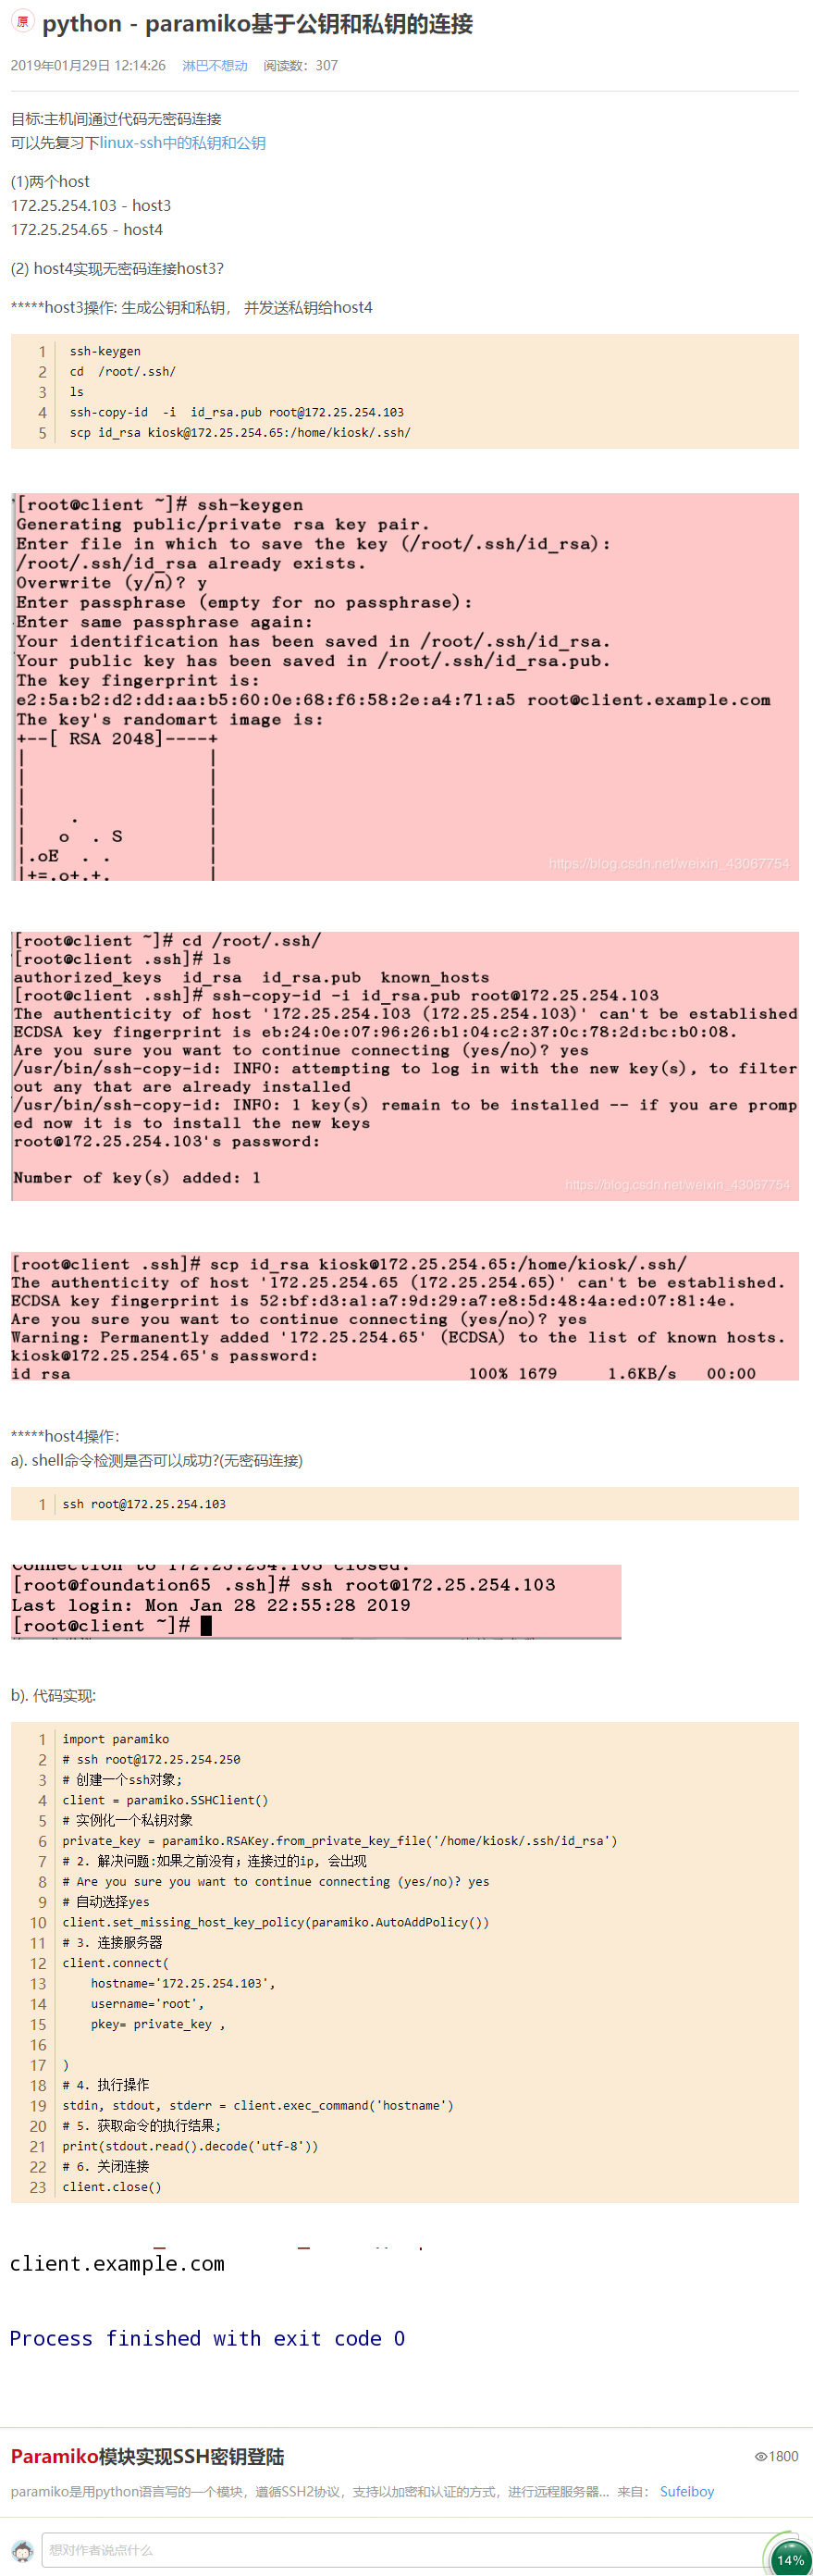 原 python - paramiko基于公钥和私钥的连接
2019年01月29日 12:14:26 淋巴不想动 阅读数：307
目标:主机间通过代码无密码连接
可以先复习下linux-ssh中的私钥和公钥
(1)两个host
172.25.254.103 - host3
172.25.254.65 - host4
(2) host4实现无密码连接host3?
*****host3操作: 生成公钥和私钥， 并发送私钥给host4
1 ssh-keygen
2 cd  /root/.ssh/
3 ls
4 ssh-copy-id  -i  id_rsa.pub root@172.25.254.103
5 scp id_rsa kiosk@172.25.254.65:/home/kiosk/.ssh/
[root@client ~]# ssh-keygen
Generating public/private rsa key pair.
Enter file in which to save the key (/root/.ssh/id_rsa):
/root/.ssh/id_rsa already exists.
Overwrite (y/n)? y
Enter passphrase (empty for no passphrase):
Enter same passphrase again:
Your identification has been saved in /root/.ssh/id_rsa.
Your public key has been saved in /root/.ssh/id_rsa.pub.
The key fingerprint is:
e2:5a:b2:d2:dd:aa:b5:60:0e:68:f6:58:2e:a4:71:a5 root@client.example.com
The key's randomart image is:
+--[ RSA 2048]----+
|                 |
|                 |
|                 |
|     .           |
|    o  . S       |
|.oE  . .         |
|+=.o+.+.         |
https://blog.csdn.net/weixin_43067754
[root@client ~]# cd /root/.ssh/
[root@client .ssh]# ls
authorized_keys  id_rsa  id_rsa.pub  known_hosts
[root@client .ssh]# ssh-copy-id -i id_rsa.pub root@172.25.254.103
The authenticity of host '172.25.254.103 (172.25.254.103)' can't be established
ECDSA key fingerprint is eb:24:0e:07:96:26:b1:04:c2:37:0c:78:2d:bc:b0:08.
Are you sure you want to continue connecting (yes/no)? yes
/usr/bin/ssh-copy-id: INFO: attempting to log in with the new key(s), to filter
out any that are already installed
/usr/bin/ssh-copy-id: INFO: 1 key(s) remain to be installed -- if you are promp
ed now it is to install the new keys
root@172.25.254.103's password:
Number of key(s) added: 1
https://blog.csdn.net/weixin_43067754
[root@client .ssh]# scp id_rsa kiosk@172.25.254.65:/home/kiosk/.ssh/
The authenticity of host '172.25.254.65 (172.25.254.65)' can't be established.
ECDSA key fingerprint is 52:bf:d3:a1:a7:9d:29:a7:e8:5d:48:4a:ed:07:81:4e.
Are you sure you want to continue connecting (yes/no)? yes
Warning: Permanently added '172.25.254.65' (ECDSA) to the list of known hosts.
kiosk@172.25.254.65's password:
id_rsa 100% 1679 1.6KB/s 00:00
*****host4操作：
a). shell命令检测是否可以成功?(无密码连接)
1 ssh root@172.25.254.103
Connection to 172.25.254.103 closed.
[root@foundation65 .ssh]# ssh root@172.25.254.103
Last login: Mon Jan 28 22:55:28 2019
[root@client ~]#
b). 代码实现:
1 import paramiko
2 # ssh root@172.25.254.250
3 # 创建一个ssh对象;
4 client = paramiko.SSHClient()
5 # 实例化一个私钥对象
6 private_key = paramiko.RSAKey.from_private_key_file('/home/kiosk/.ssh/id_rsa')
7 # 2. 解决问题:如果之前没有；连接过的ip, 会出现
8 # Are you sure you want to continue connecting (yes/no)? yes
9 # 自动选择yes
10 client.set_missing_host_key_policy(paramiko.AutoAddPolicy())
11 # 3. 连接服务器
12 client.connect(
13     hostname='172.25.254.103',
14     username='root',
15     pkey= private_key ,
16
17 )
18 # 4. 执行操作
19 stdin, stdout, stderr = client.exec_command('hostname')
20 # 5. 获取命令的执行结果;
21 print(stdout.read().decode('utf-8'))
22 # 6. 关闭连接
23 client.close()
client.example.com
Process finished with exit code 0
Paramiko模块实现SSH密钥登陆 1800
paramiko是用python语言写的一个模块，遵循SSH2协议，支持以加密和认证的方式，进行远程服务器... 来自： Sufeiboy
想对作者说点什么
14%